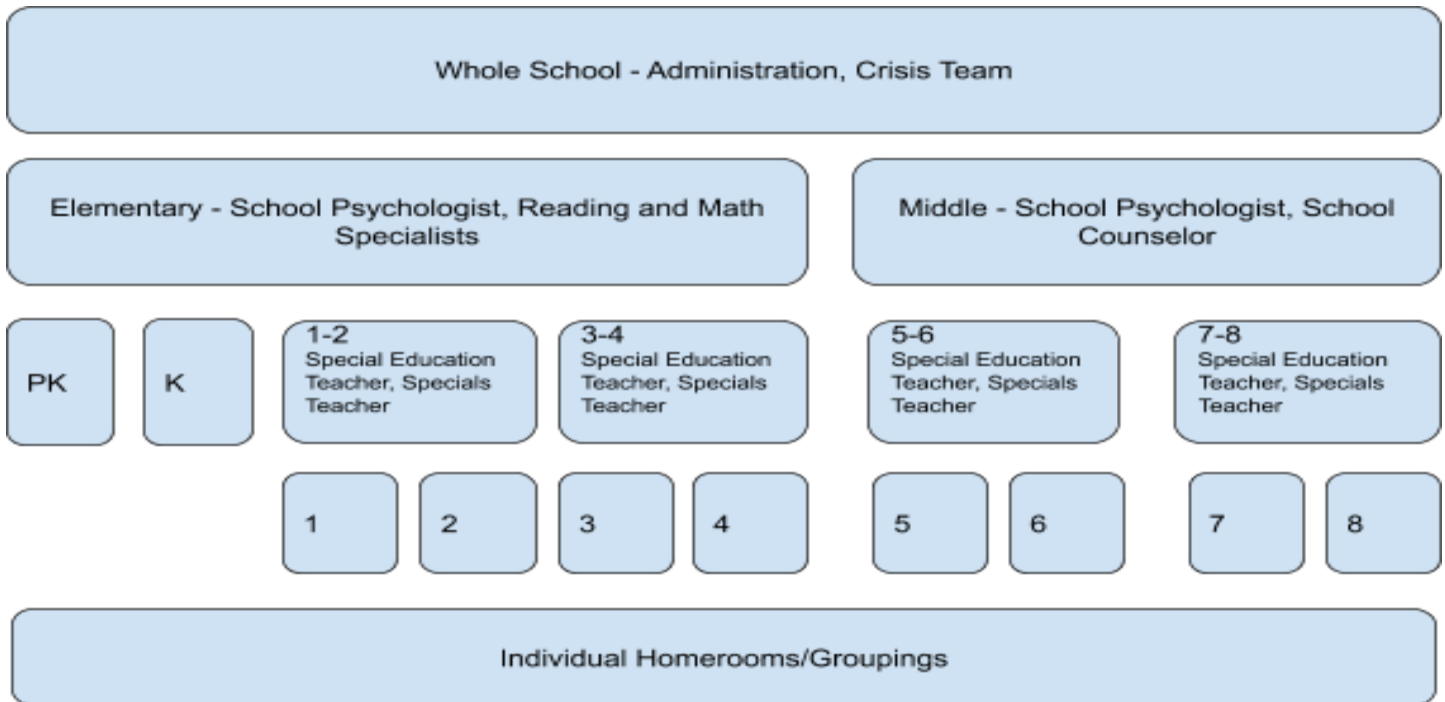 Whole School - Administration, Crisis Team
Elementary - School Psychologist, Reading and Math
Specialists
Middle - School Psychologist, School
Counselor
PK
K
1-2
Special Education
Teacher, Specials
Teacher
3-4
Special Education
Teacher, Specials
Teacher
5-6
Special Education
Teacher, Specials
Teacher
7-8
Special Education
Teacher, Specials
Teacher
1
2
3
4
5
6
7
8
Individual Homerooms/Groupings